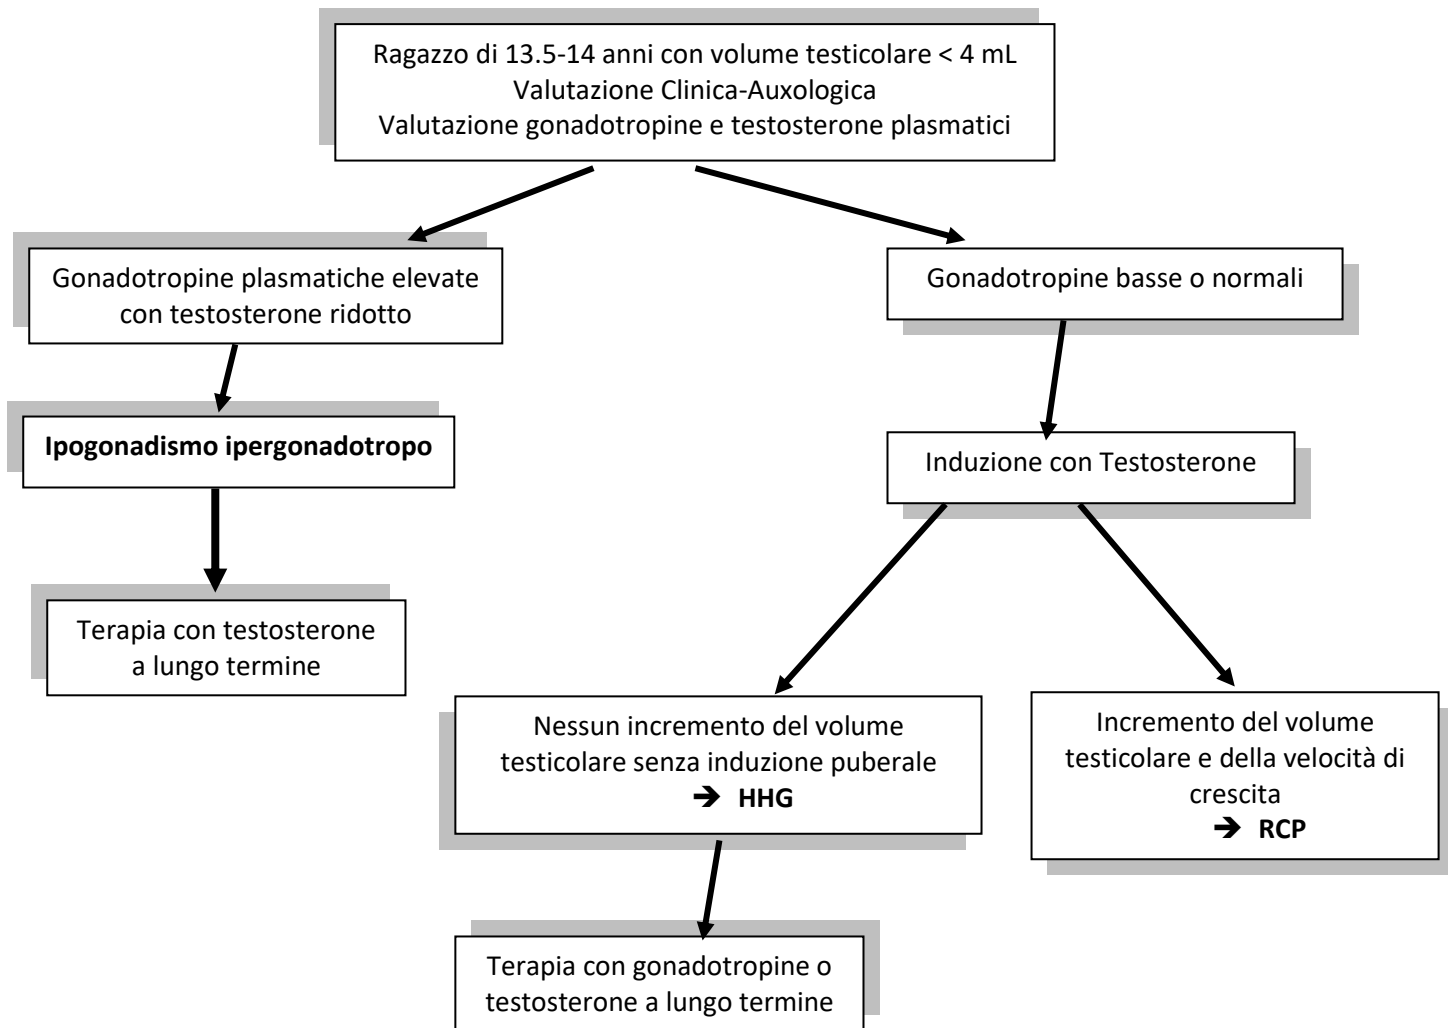 Ragazzo di 13.5-14 anni con volume testicolare < 4 mL
Valutazione Clinica-Auxologica
Valutazione gonadotropine e testosterone plasmatici
Gonadotropine plasmatiche elevate
con testosterone ridotto
Gonadotropine basse o normali
Ipogonadismo ipergonadotropo
Induzione con Testosterone
Terapia con testosterone
a lungo termine
Nessun incremento del volume
testicolare senza induzione puberale
➔ HHG
Incremento del volume
testicolare e della velocità di
crescita
➔ RCP
Terapia con gonadotropine o
testosterone a lungo termine